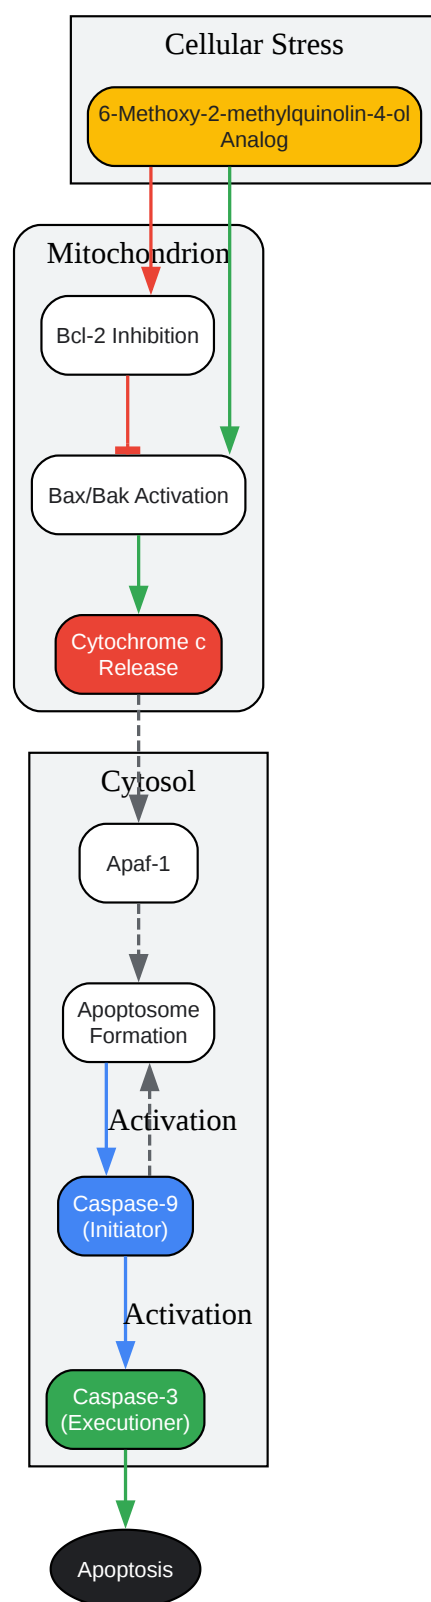 Cellular Stress
6-Methoxy-2-methylquinolin-4-ol
Analog
Mitochondrion
Bcl-2 Inhibition
Bax/Bak Activation
Cytochrome c
Release
Cytosol
Apaf-1
Apoptosome
Formation
Activation
Caspase-9
(Initiator)
Activation
Caspase-3
(Executioner)
Apoptosis